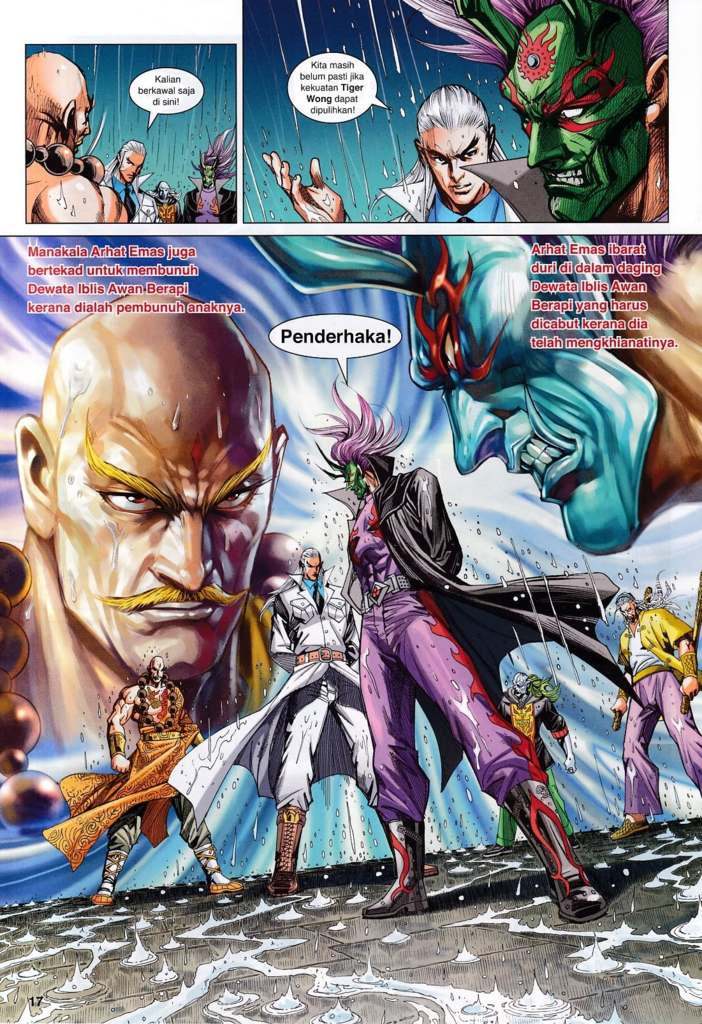 Kalian
berkawal saja
di sini!
Kita masih
belum pasti jika
kekuatan Tiger
Wong dapat
dipulihkan!
Manakala Arhat Emas juga
bertekad untuk membunuh
Dewata Iblis Awan Berapi
kerana dialah pembunuh anaknya.
Arhat Emas ibarat
duri di dalam daging
Dewata Iblis Awan
Berapi yang harus
dicabut kerana dia
telah mengkhianatinya.
Penderhaka!
17